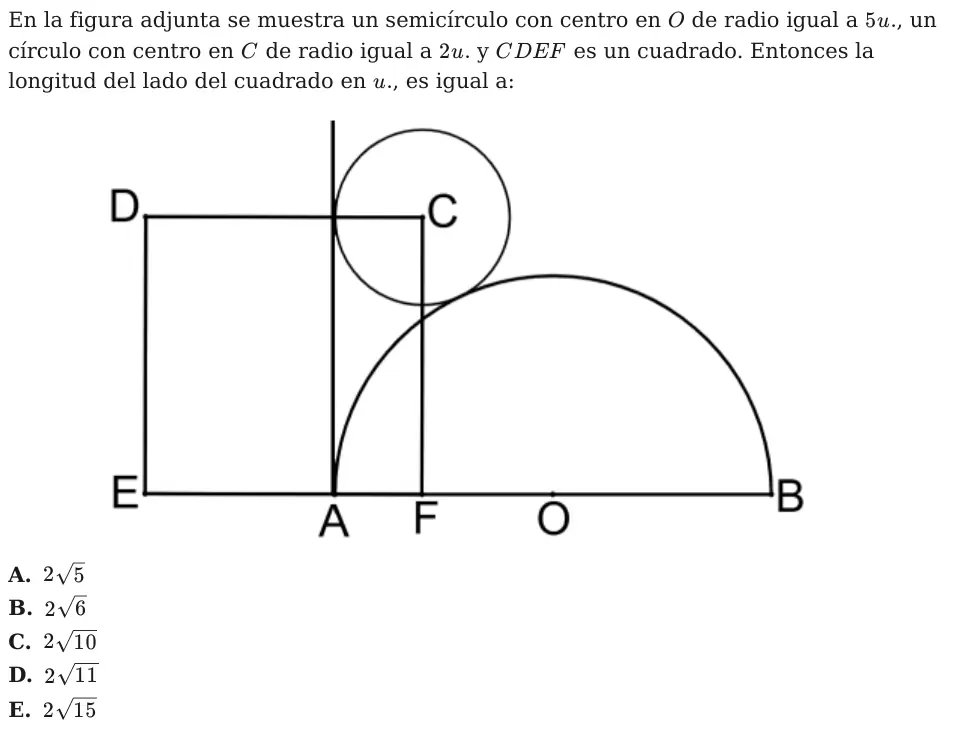 En la figura adjunta se muestra un semicírculo con centro en O de radio igual a 5u., un
círculo con centro en C de radio igual a 2u. y CDEF es un cuadrado. Entonces la
longitud del lado del cuadrado en u., es igual a:
D C
E A F O B
A. 2√5
B. 2√6
C. 2√10
D. 2√11
E. 2√15